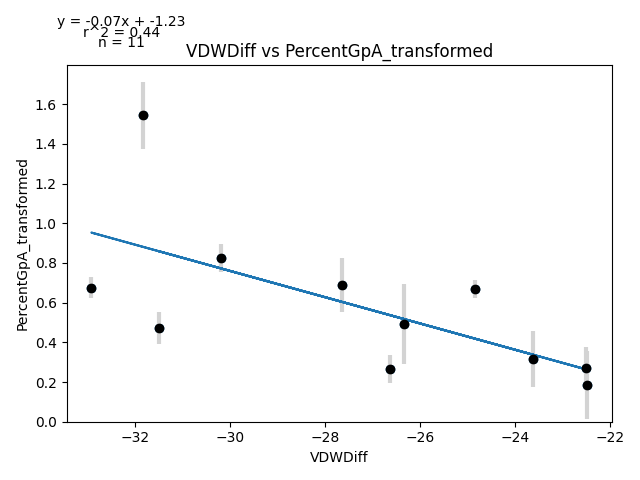 y = -0.07x + -1.23
r^2 = 0.44
n = 11
VDWDiff vs PercentGpA_transformed
PercentGpA_transformed
1.6
1.4
1.2
1.0
0.8
0.6
0.4
0.2
0.0
−32 −30 −28 −26 −24 −22
VDWDiff